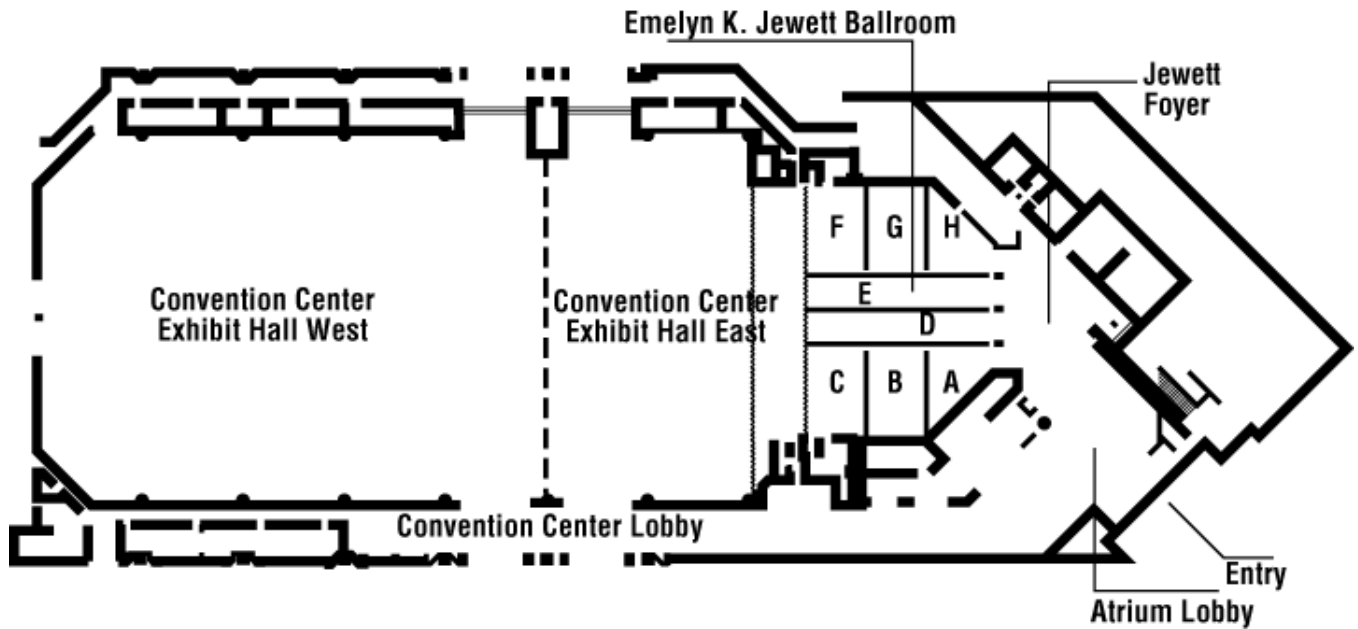 Emelyn K. Jewett Ballroom
Jewett
Foyer
F
G
H
Convention Center
Exhibit Hall West
Convention Center
Exhibit Hall East
E
D
C
B
A
Convention Center Lobby
Entry
Atrium Lobby